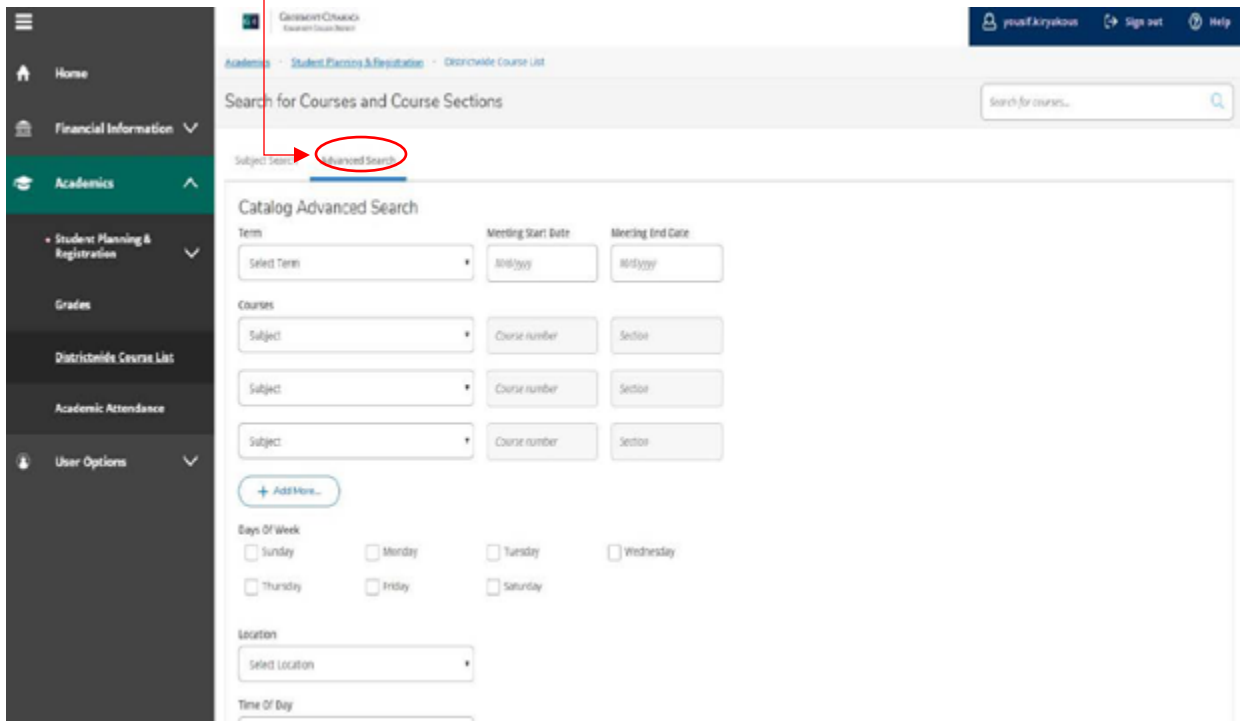 yousif.kiryakous Sign out Help
Home
Financial Information
Academics
Student Planning & Registration
Grades
Districtwide Course List
Academic Attendance
User Options
Academics Student Planning & Registration Districtwide Course List
Search for Courses and Course Sections
Search for courses...
Subject Search Advanced Search
Catalog Advanced Search
Term Meeting Start Date Meeting End Date
Select Term
Courses
Subject Course number Section
Subject Course number Section
Subject Course number Section
+ Add More...
Days Of Week
Sunday Monday Tuesday Wednesday
Thursday Friday Saturday
Location
Select Location
Time Of Day